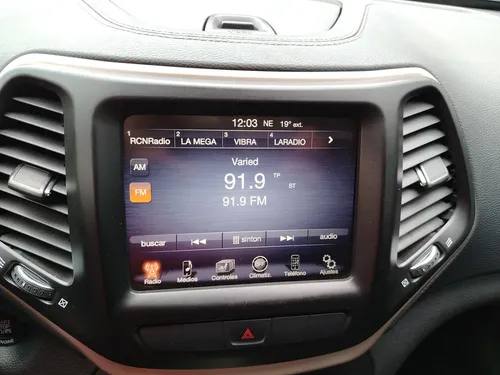 12:03 NE 19° ext.
1 RCNRadio 2 LA MEGA 3 VIBRA 4 LARADIO
AM
Varied
91.9 TP ST
FM
91.9 FM
buscar sinton audio
Radio Medios Controles Climatiz. Teléfono Ajustes